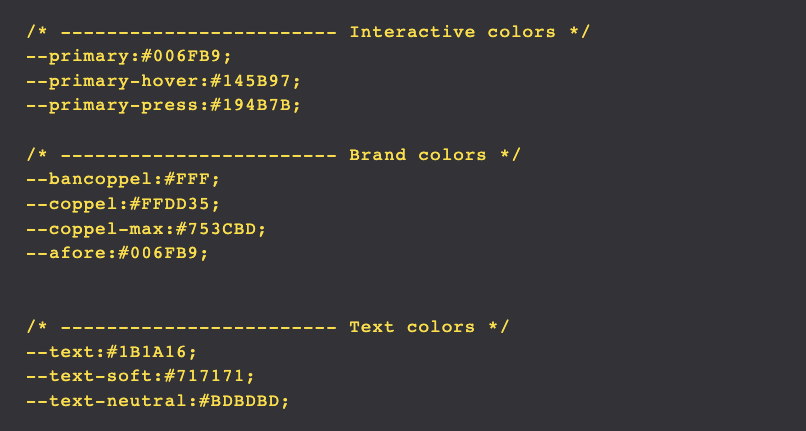 /* ------------------------ Interactive colors */
--primary:#006FB9;
--primary-hover:#145B97;
--primary-press:#194B7B;
/* ------------------------ Brand colors */
--bancoppel:#FFF;
--coppel:#FFDD35;
--coppel-max:#753CBD;
--afore:#006FB9;
/* ------------------------ Text colors */
--text:#1B1A16;
--text-soft:#717171;
--text-neutral:#BDBDBD;